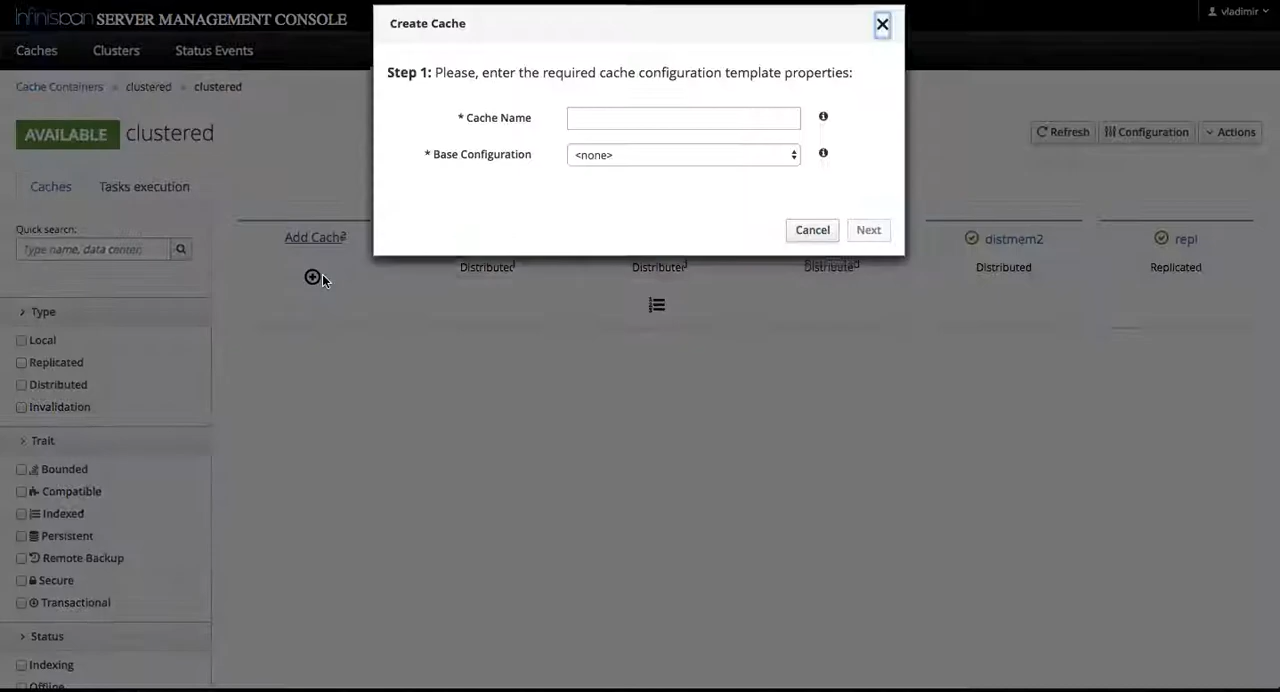 infinispan SERVER MANAGEMENT CONSOLE
vladimir
Caches Clusters Status Events
Cache Containers » clustered » clustered
AVAILABLE clustered
Refresh Configuration Actions
Caches Tasks execution
Create Cache
Step 1: Please, enter the required cache configuration template properties:
* Cache Name
* Base Configuration <none>
Cancel Next
Quick search:
Type name, data center,
Add Cache
distmem2
repl
Distributed
Distributed
Distributed
Distributed
Replicated
Type
Local
Replicated
Distributed
Invalidation
Trait
Bounded
Compatible
Indexed
Persistent
Remote Backup
Secure
Transactional
Status
Indexing
Offline